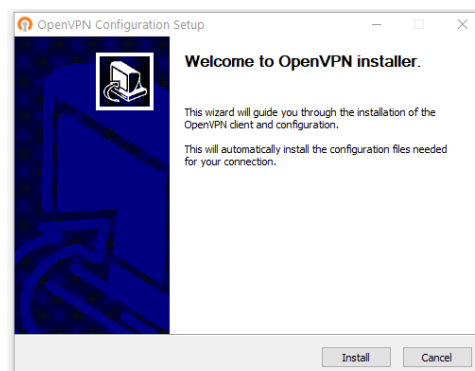 OpenVPN Configuration Setup
Welcome to OpenVPN installer.
This wizard will guide you through the installation of the
OpenVPN client and configuration.
This will automatically install the configuration files needed
for your connection.
Install
Cancel